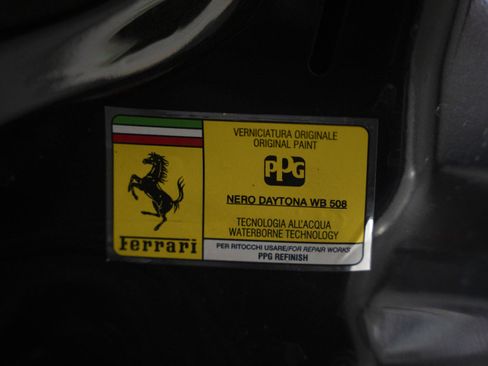 VERNICIATURA ORIGINALE
ORIGINAL PAINT
PPG
NERO DAYTONA WB 508
TECNOLOGIA ALL'ACQUA
WATERBORNE TECHNOLOGY
Ferrari
PER RITOCCHI USARE/FOR REPAIR WORKS
PPG REFINISH